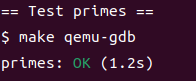 == Test primes ==
$ make qemu-gdb
primes: OK (1.2s)